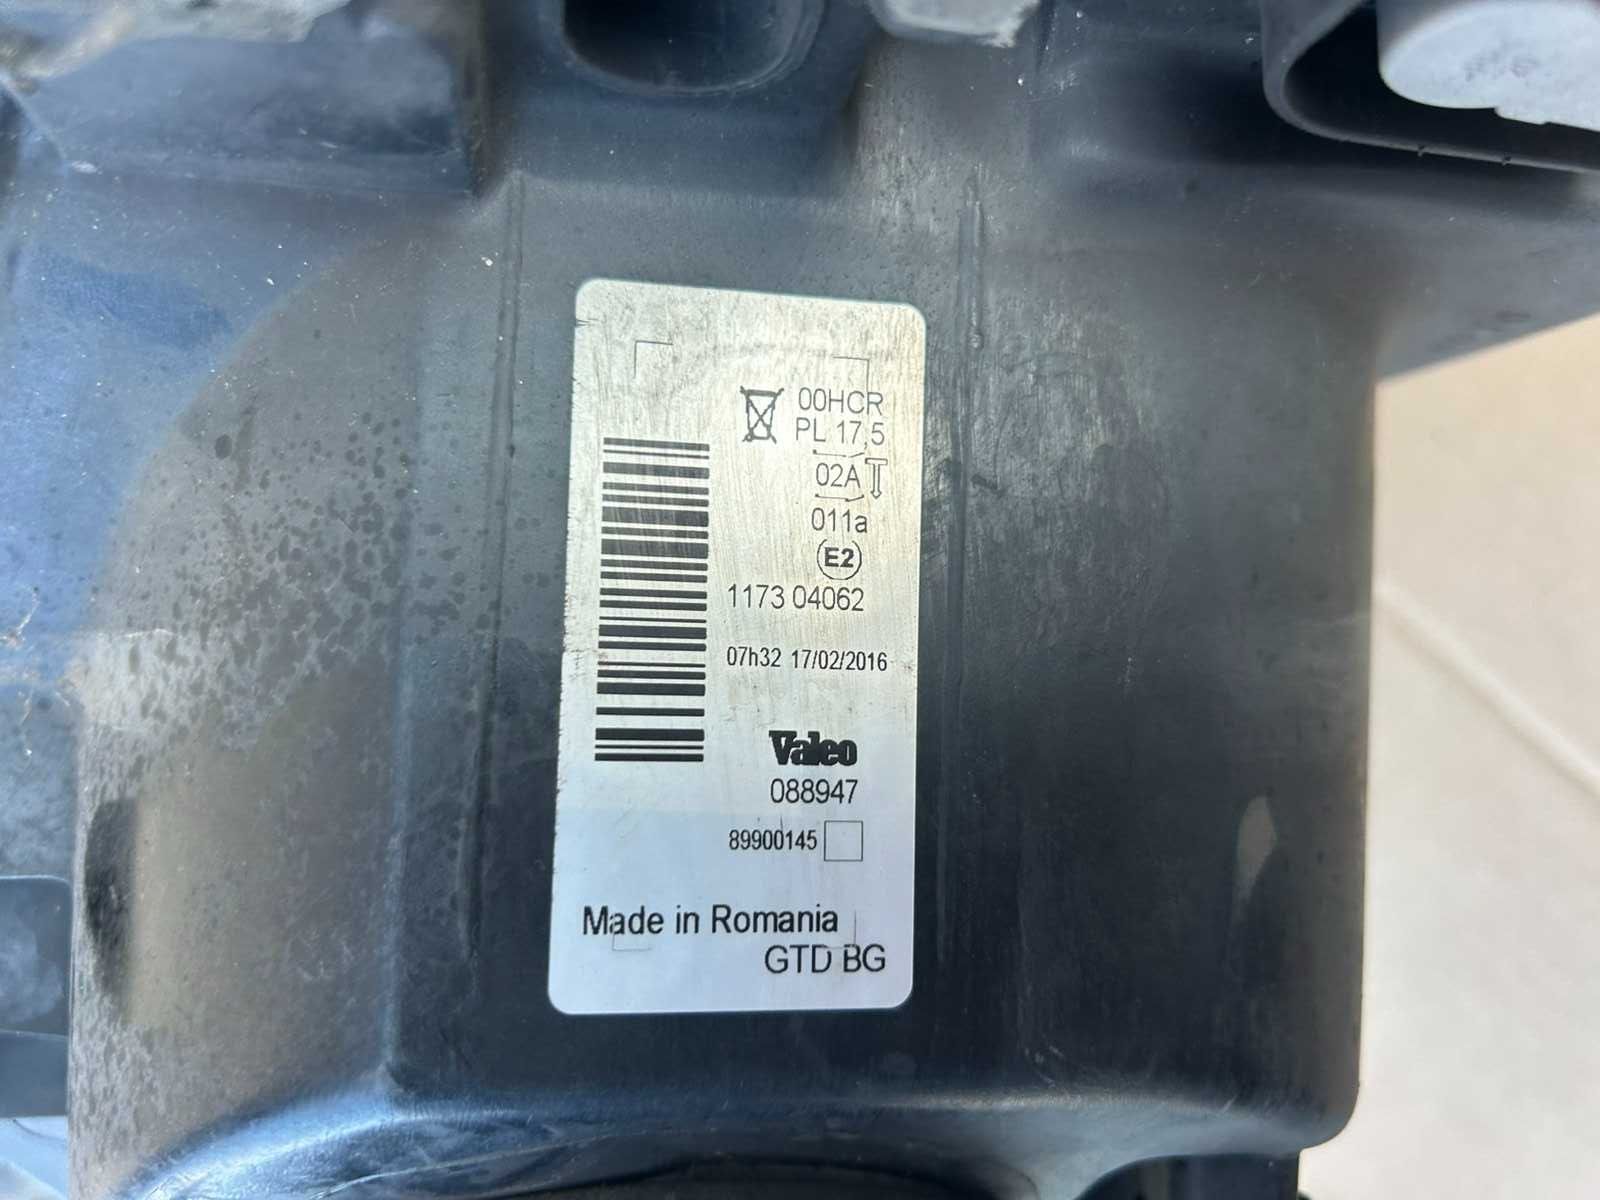 00HCR
PL 17,5
02A
011a
E2
1173 04062
07h32 17/02/2016
Valeo
088947
89900145
Made in Romania
GTD BG